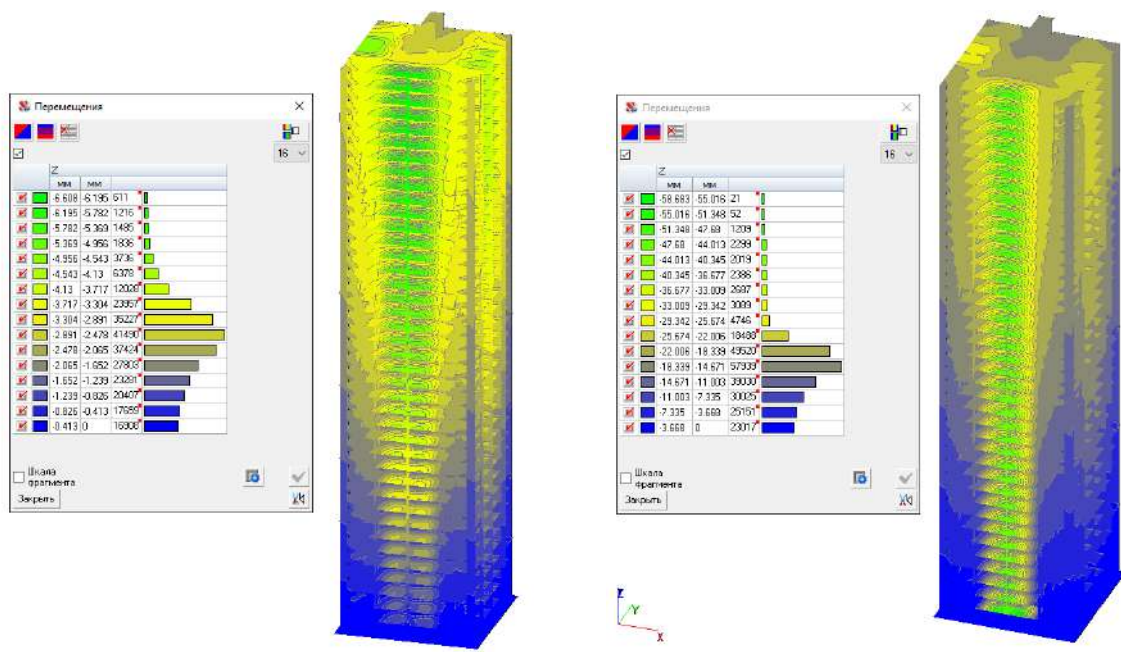 Перемещения
16
Z
мм мм
-6.608 -6.195 611
-6.195 -5.782 1216
-5.782 -5.369 1485
-5.369 -4.956 1836
-4.956 -4.543 3736
-4.543 -4.13 6378
-4.13 -3.717 12028
-3.717 -3.304 23957
-3.304 -2.891 35227
-2.891 -2.478 41490
-2.478 -2.065 37424
-2.065 -1.652 27803
-1.652 -1.239 23281
-1.239 -0.826 20407
-0.826 -0.413 17659
-0.413 0 16908
Шкала
фрагмента
Закрыть
Перемещения
16
Z
мм мм
-58.683 -55.016 21
-55.016 -51.348 52
-51.348 -47.68 1209
-47.68 -44.013 2299
-44.013 -40.345 2019
-40.345 -36.677 2386
-36.677 -33.009 2687
-33.009 -29.342 3089
-29.342 -25.674 4746
-25.674 -22.006 18488
-22.006 -18.339 49520
-18.339 -14.671 57939
-14.671 -11.003 39030
-11.003 -7.335 30025
-7.335 -3.668 25151
-3.668 0 23017
Шкала
фрагмента
Закрыть
Z
Y
X